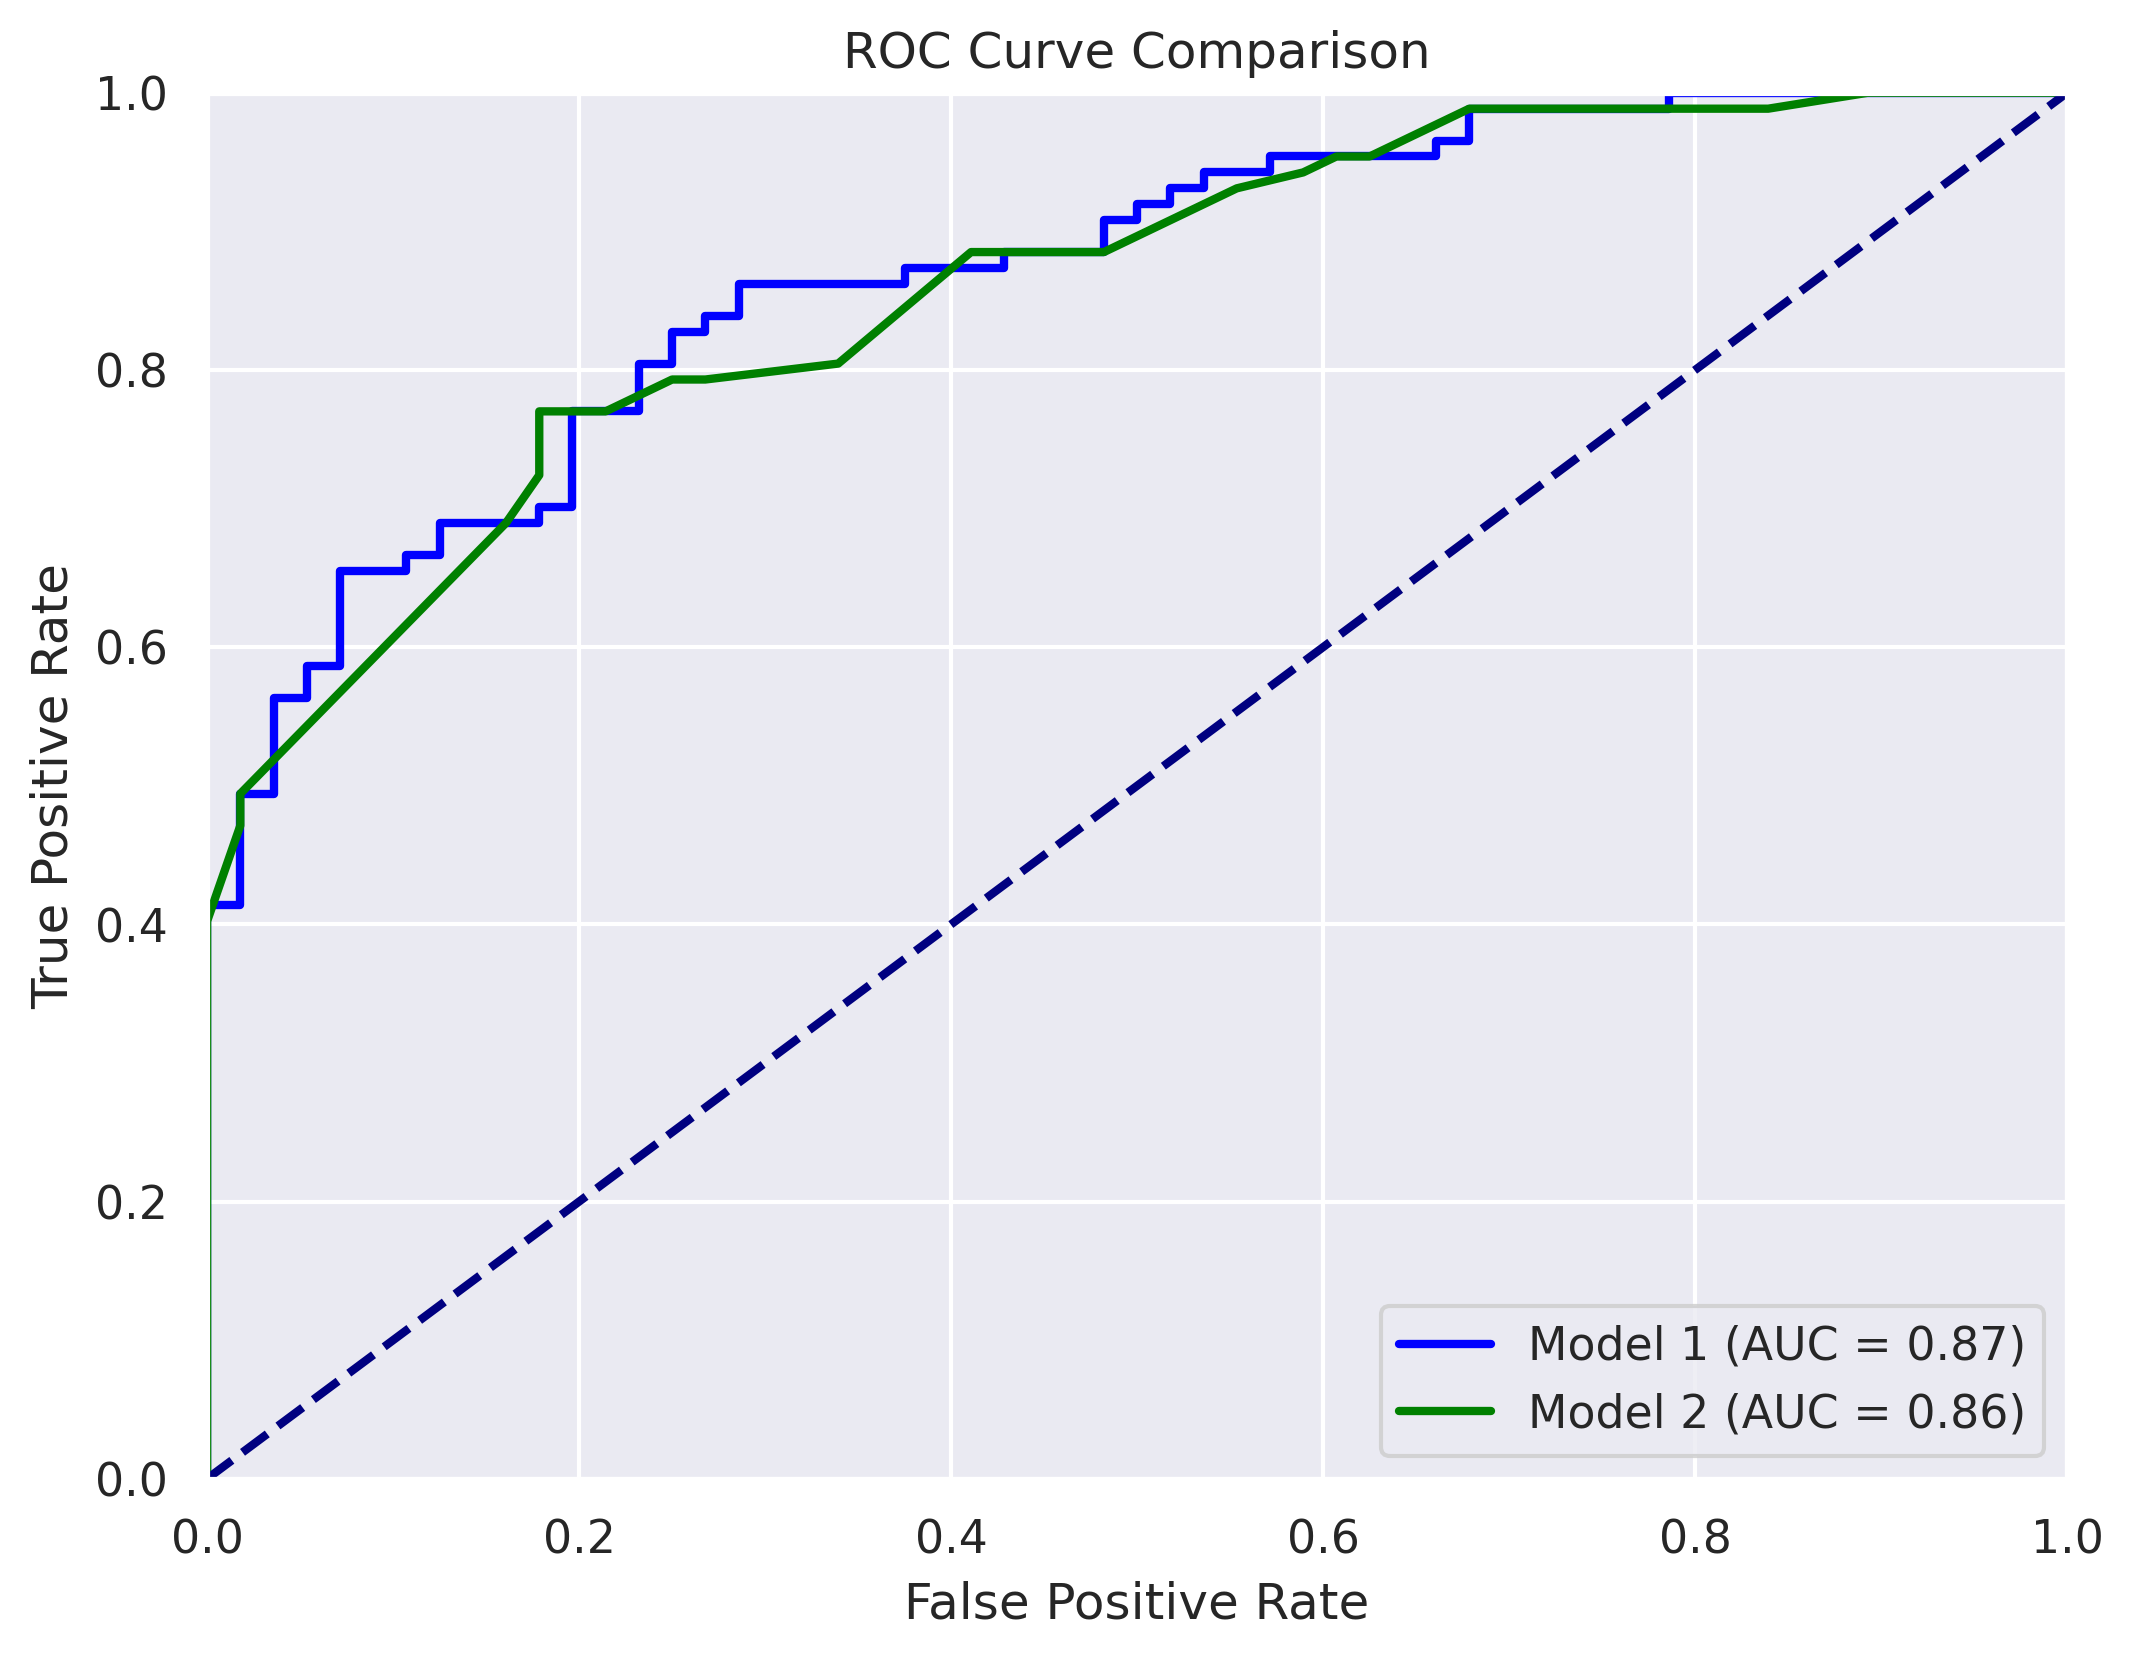 ROC Curve Comparison
True Positive Rate
1.0
0.8
0.6
0.4
0.2
0.0
Model 1 (AUC = 0.87)
Model 2 (AUC = 0.86)
0.0 0.2 0.4 0.6 0.8 1.0
False Positive Rate